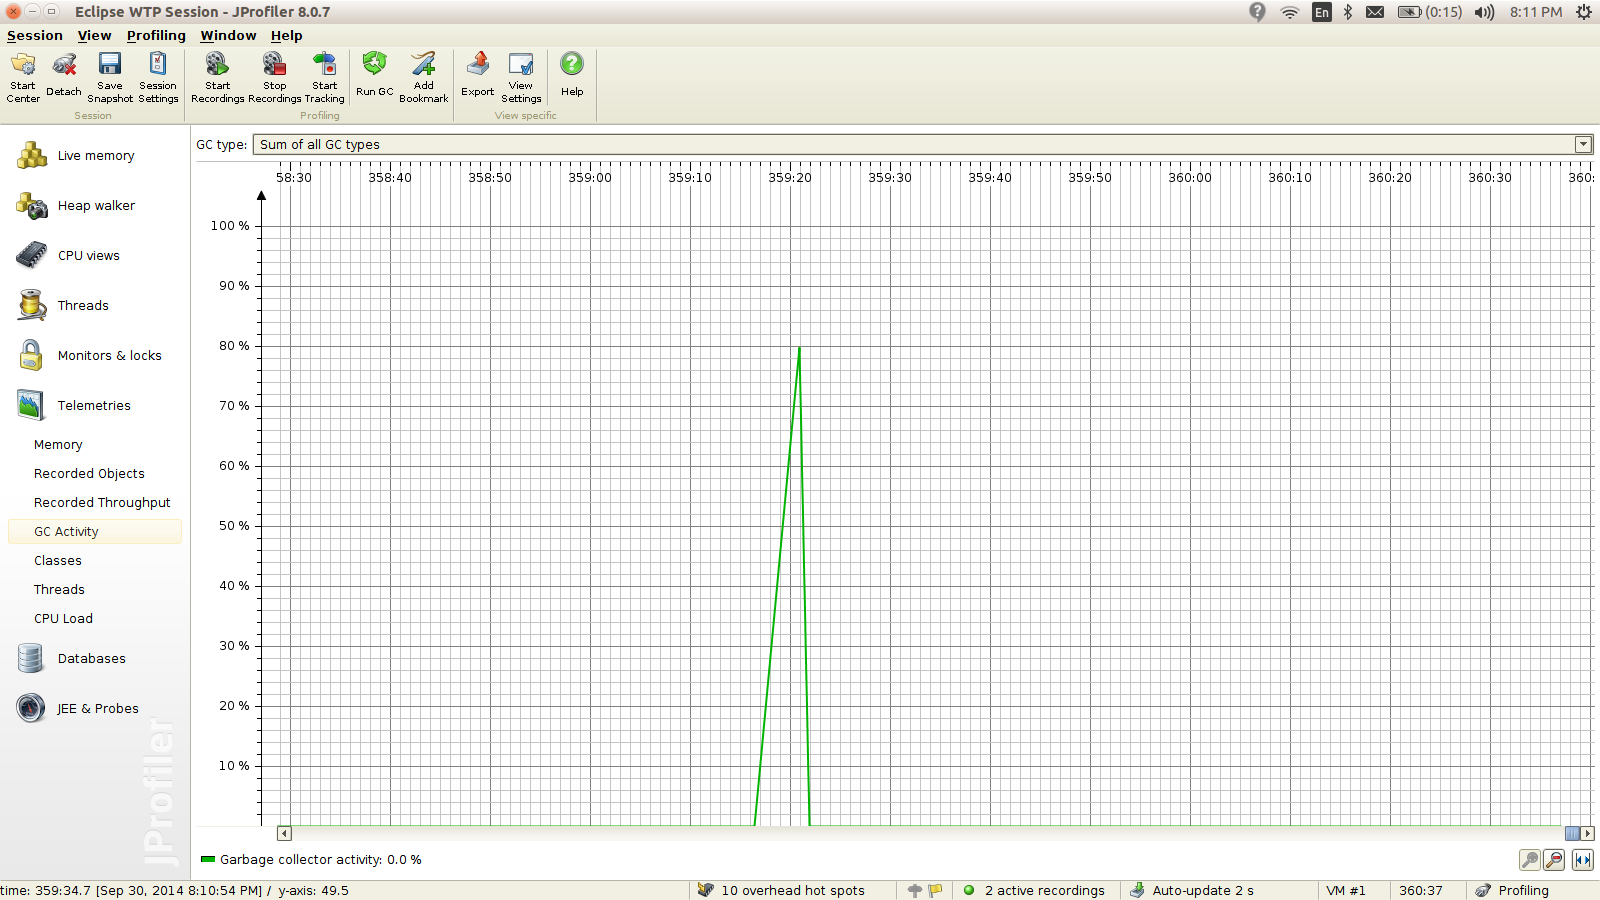 Eclipse WTP Session - JProfiler 8.0.7
En
(0:15)
8:11 PM
Session View Profiling Window Help
Start Center
Detach
Save Snapshot
Session Settings
Start Recordings
Stop Recordings
Start Tracking
Run GC
Add Bookmark
Export
View Settings
Help
Session
Profiling
View specific
Live memory
Heap walker
CPU views
Threads
Monitors & locks
Telemetries
Memory
Recorded Objects
Recorded Throughput
GC Activity
Classes
Threads
CPU Load
Databases
JEE & Probes
JProfiler
GC type: Sum of all GC types
58:30 358:40 358:50 359:00 359:10 359:20 359:30 359:40 359:50 360:00 360:10 360:20 360:30 360:
100 %
90 %
80 %
70 %
60 %
50 %
40 %
30 %
20 %
10 %
Garbage collector activity: 0.0 %
time: 359:34.7 [Sep 30, 2014 8:10:54 PM] / y-axis: 49.5
10 overhead hot spots
2 active recordings
Auto-update 2 s
VM #1
360:37
Profiling